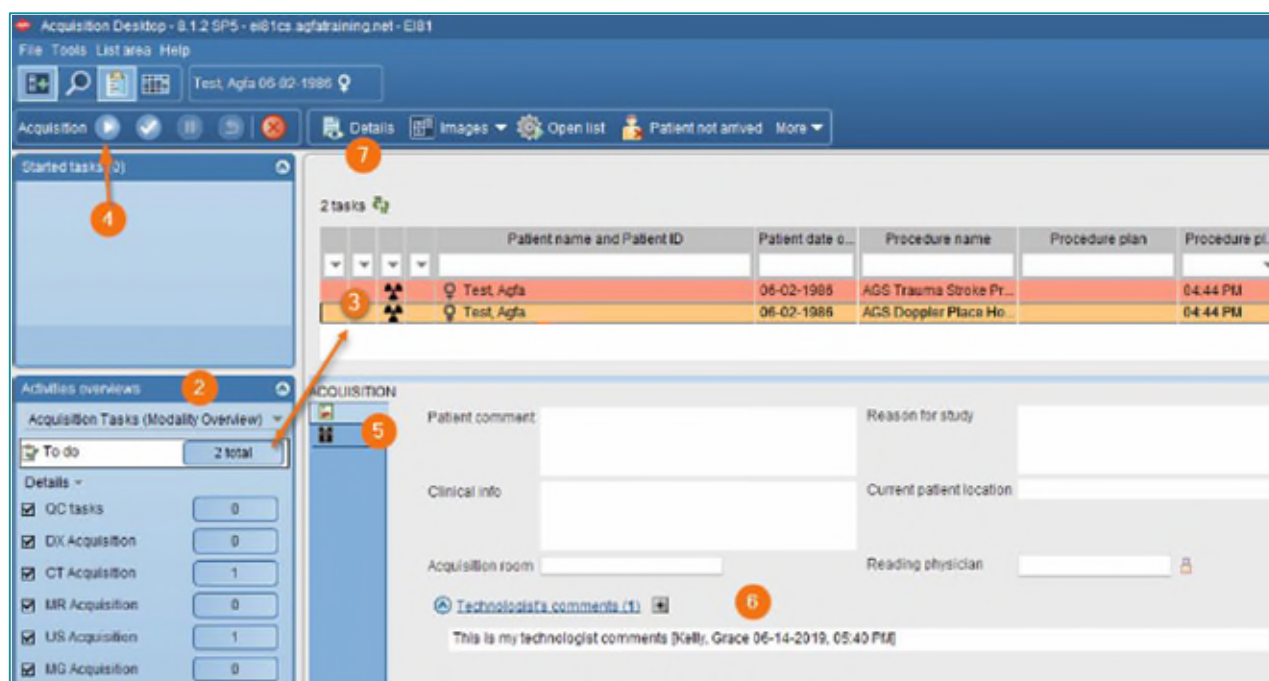 Acquisition Desktop - 8.1.2 SP5 - ei81cs.agfatraining.net - EI81
File Tools List area Help
Test, Agfa 06-02-1986
Acquisition Details Images Open list Patient not arrived More
7
Started tasks (0)
4
2 tasks
Patient name and Patient ID Patient date o... Procedure name Procedure plan Procedure pl...
Test, Agfa 06-02-1986 AGS Trauma Stroke Pr... 04:44 PM
3
Test, Agfa 06-02-1986 AGS Doppler Place Ho... 04:44 PM
Activities overviews 2
ACQUISITION
Acquisition Tasks (Modality Overview)
5
Patient comment Reason for study
To do 2 total
Details
Clinical info Current patient location
QC tasks 0
DX Acquisition 0
Acquisition room Reading physician
CT Acquisition 1
MR Acquisition 0
Technologist's comments (1) 6
US Acquisition 1
This is my technologist comments [Kelly, Grace 06-14-2019, 05:40 PM]
MG Acquisition 0